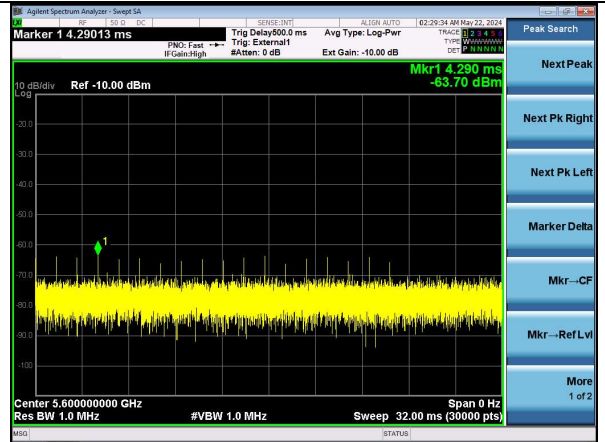 Agilent Spectrum Analyzer - Swept SA
RF 50 Ω DC SENSE:INT ALIGN AUTO 02:29:34 AM May 22, 2024
Marker 1 4.29013 ms
PNO: Fast
IFGain:High
Trig Delay500.0 ms
Trig: External1
#Atten: 0 dB
Avg Type: Log-Pwr
Ext Gain: -10.00 dB
TRACE 1 2 3 4 5 6
TYPE WWWWWW
DET P N N N N N
Peak Search
Next Peak
Next Pk Right
Next Pk Left
Marker Delta
Mkr→CF
Mkr→Ref Lvl
More
1 of 2
Mkr1 4.290 ms
-63.70 dBm
10 dB/div Ref -10.00 dBm
Log
-20.0
-30.0
-40.0
-50.0
-60.0
1
-70.0
-80.0
-90.0
-100
Center 5.600000000 GHz Span 0 Hz
Res BW 1.0 MHz #VBW 1.0 MHz Sweep 32.00 ms (30000 pts)
MSG STATUS